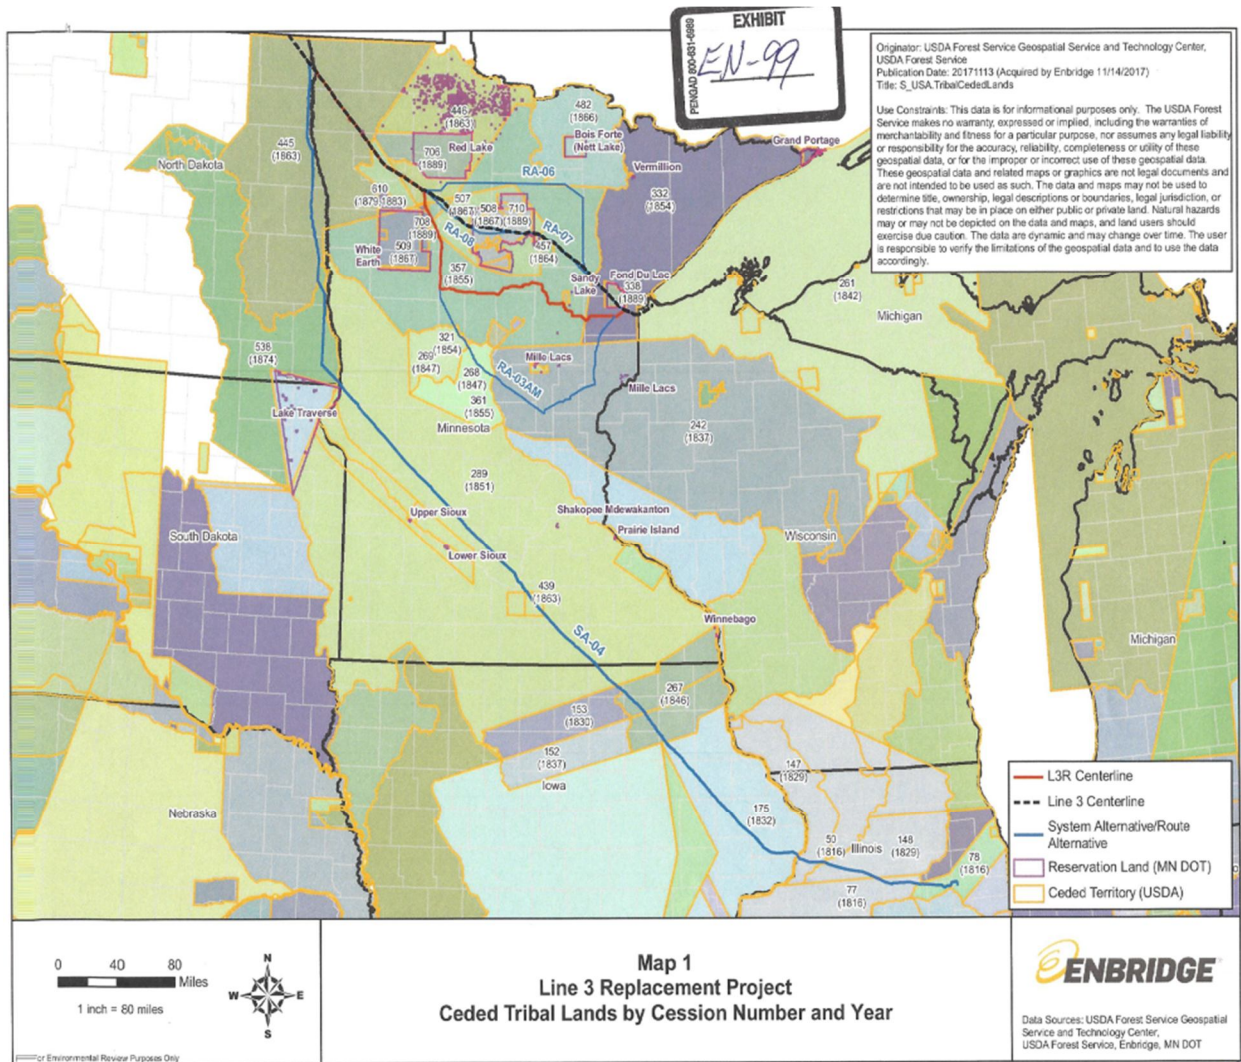 EXHIBIT
PENGAD 800-631-6989
EN-99
Originator: USDA Forest Service Geospatial Service and Technology Center,
USDA Forest Service
Publication Date: 20171113 (Acquired by Enbridge 11/14/2017)
Title: S_USA.TribalCededLands
Use Constraints: This data is for informational purposes only. The USDA Forest
Service makes no warranty, expressed or implied, including the warranties of
merchantability and fitness for a particular purpose, nor assumes any legal liability
or responsibility for the accuracy, reliability, completeness or utility of these
geospatial data, or for the improper or incorrect use of these geospatial data.
These geospatial data and related maps or graphics are not legal documents and
are not intended to be used as such. The data and maps may not be used to
determine title, ownership, legal descriptions or boundaries, legal jurisdiction, or
restrictions that may be in place on either public or private land. Natural hazards
may or may not be depicted on the data and maps, and land users should
exercise due caution. The data are dynamic and may change over time. The user
is responsible to verify the limitations of the geospatial data and to use the data
accordingly.
446
(1863)
482
(1866)
445
(1863)
North Dakota
706
(1889)
Red Lake
Bois Forte
(Nett Lake)
Grand Portage
Vermillion
332
(1854)
RA-06
610
(1879,1883)
507
(1867)
508
(1867)
710
(1889)
708
(1889)
RA-08
RA-07
457
(1864)
White
Earth
509
(1867)
357
(1855)
Sandy
Lake
Fond Du Lac
338
(1889)
261
(1842)
Michigan
538
(1874)
321
(1854)
269
(1847)
268
(1847)
361
(1855)
RA-03AM
Mille Lacs
Mille Lacs
Lake Traverse
Minnesota
242
(1837)
289
(1851)
Upper Sioux
Shakopee Mdewakanton
Prairie Island
Wisconsin
South Dakota
Lower Sioux
439
(1863)
SA-04
Winnebago
Michigan
267
(1846)
153
(1830)
152
(1837)
Iowa
147
(1829)
Nebraska
175
(1832)
50
(1816)
Illinois
148
(1829)
78
(1816)
77
(1816)
L3R Centerline
Line 3 Centerline
System Alternative/Route
Alternative
Reservation Land (MN DOT)
Ceded Territory (USDA)
0 40 80
Miles
1 inch = 80 miles
N
W E
S
Map 1
Line 3 Replacement Project
Ceded Tribal Lands by Cession Number and Year
ENBRIDGE
Data Sources: USDA Forest Service Geospatial
Service and Technology Center,
USDA Forest Service, Enbridge, MN DOT
or Environmental Review Purposes Only